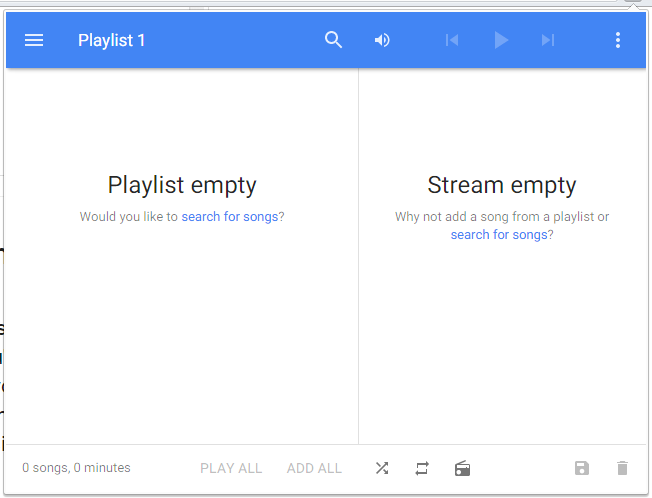 Playlist 1
Playlist empty
Would you like to search for songs?
Stream empty
Why not add a song from a playlist or
search for songs?
0 songs, 0 minutes
PLAY ALL
ADD ALL